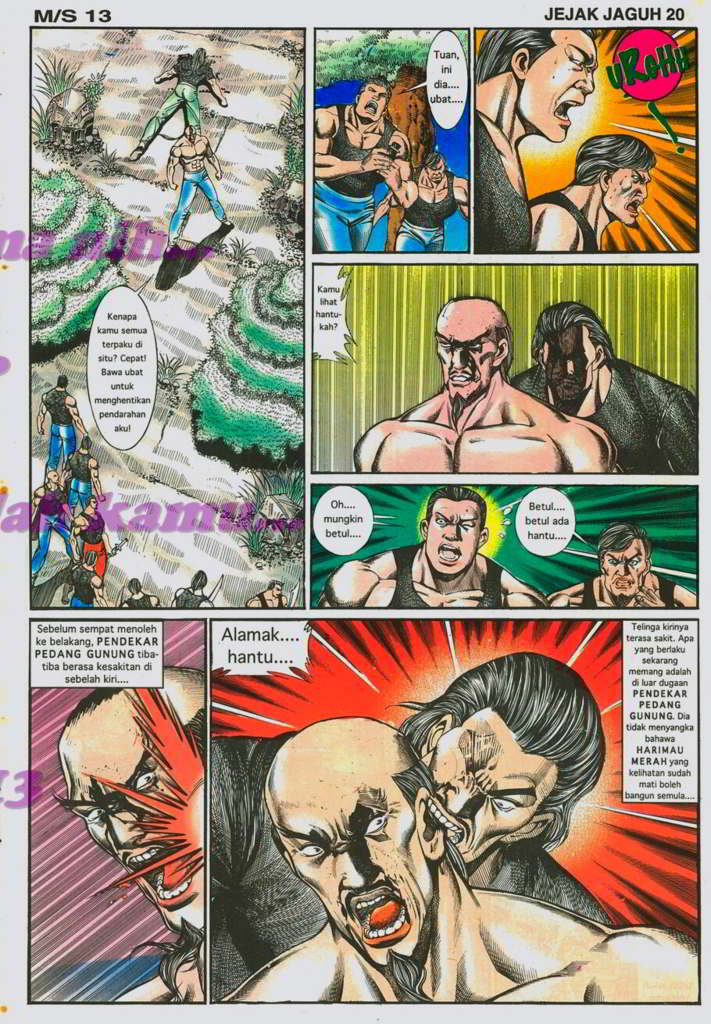 M/S 13
JEJAK JAGUH 20
Kenapa
kamu semua
terpaku di
situ? Cepat!
Bawa ubat
untuk
menghentikan
pendarahan
aku!
Tuan,
ini
dia....
ubat....
UROHH
!
Kamu
lihat
hantu-
kah?
Oh....
mungkin
betul....
Betul....
betul ada
hantu....
Sebelum sempat menoleh
ke belakang, PENDEKAR
PEDANG GUNUNG tiba-
tiba berasa kesakitan di
sebelah kiri....
Alamak....
hantu....
Telinga kirinya
terasa sakit. Apa
yang berlaku
sekarang
memang adalah
di luar dugaan
PENDEKAR
PEDANG
GUNUNG. Dia
tidak menyangka
bahawa
HARIMAU
MERAH yang
kelihatan sudah
mati boleh
bangun semula....
kamu...